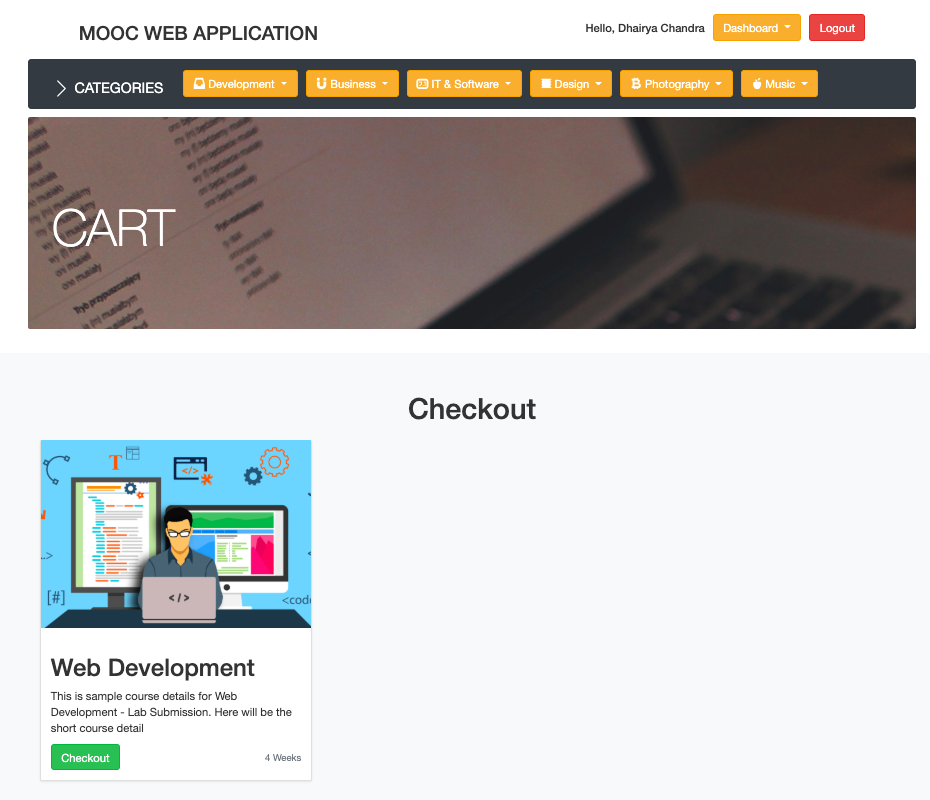 MOOC WEB APPLICATION
Hello, Dhairya Chandra
Dashboard
Logout
CATEGORIES
Development
Business
IT & Software
Design
Photography
Music
CART
Tryb przypuszczający
Checkout
T
</>
[#]
</>
<code
Web Development
This is sample course details for Web
Development - Lab Submission. Here will be the
short course detail
Checkout
4 Weeks